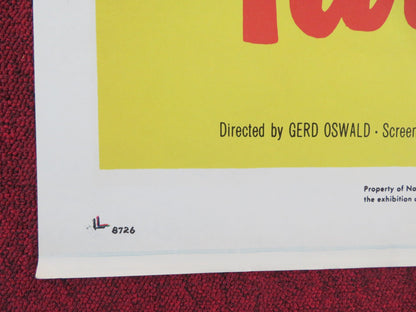 Directed by GERD OSWALD · Screen
Property of Na
the exhibition
8726